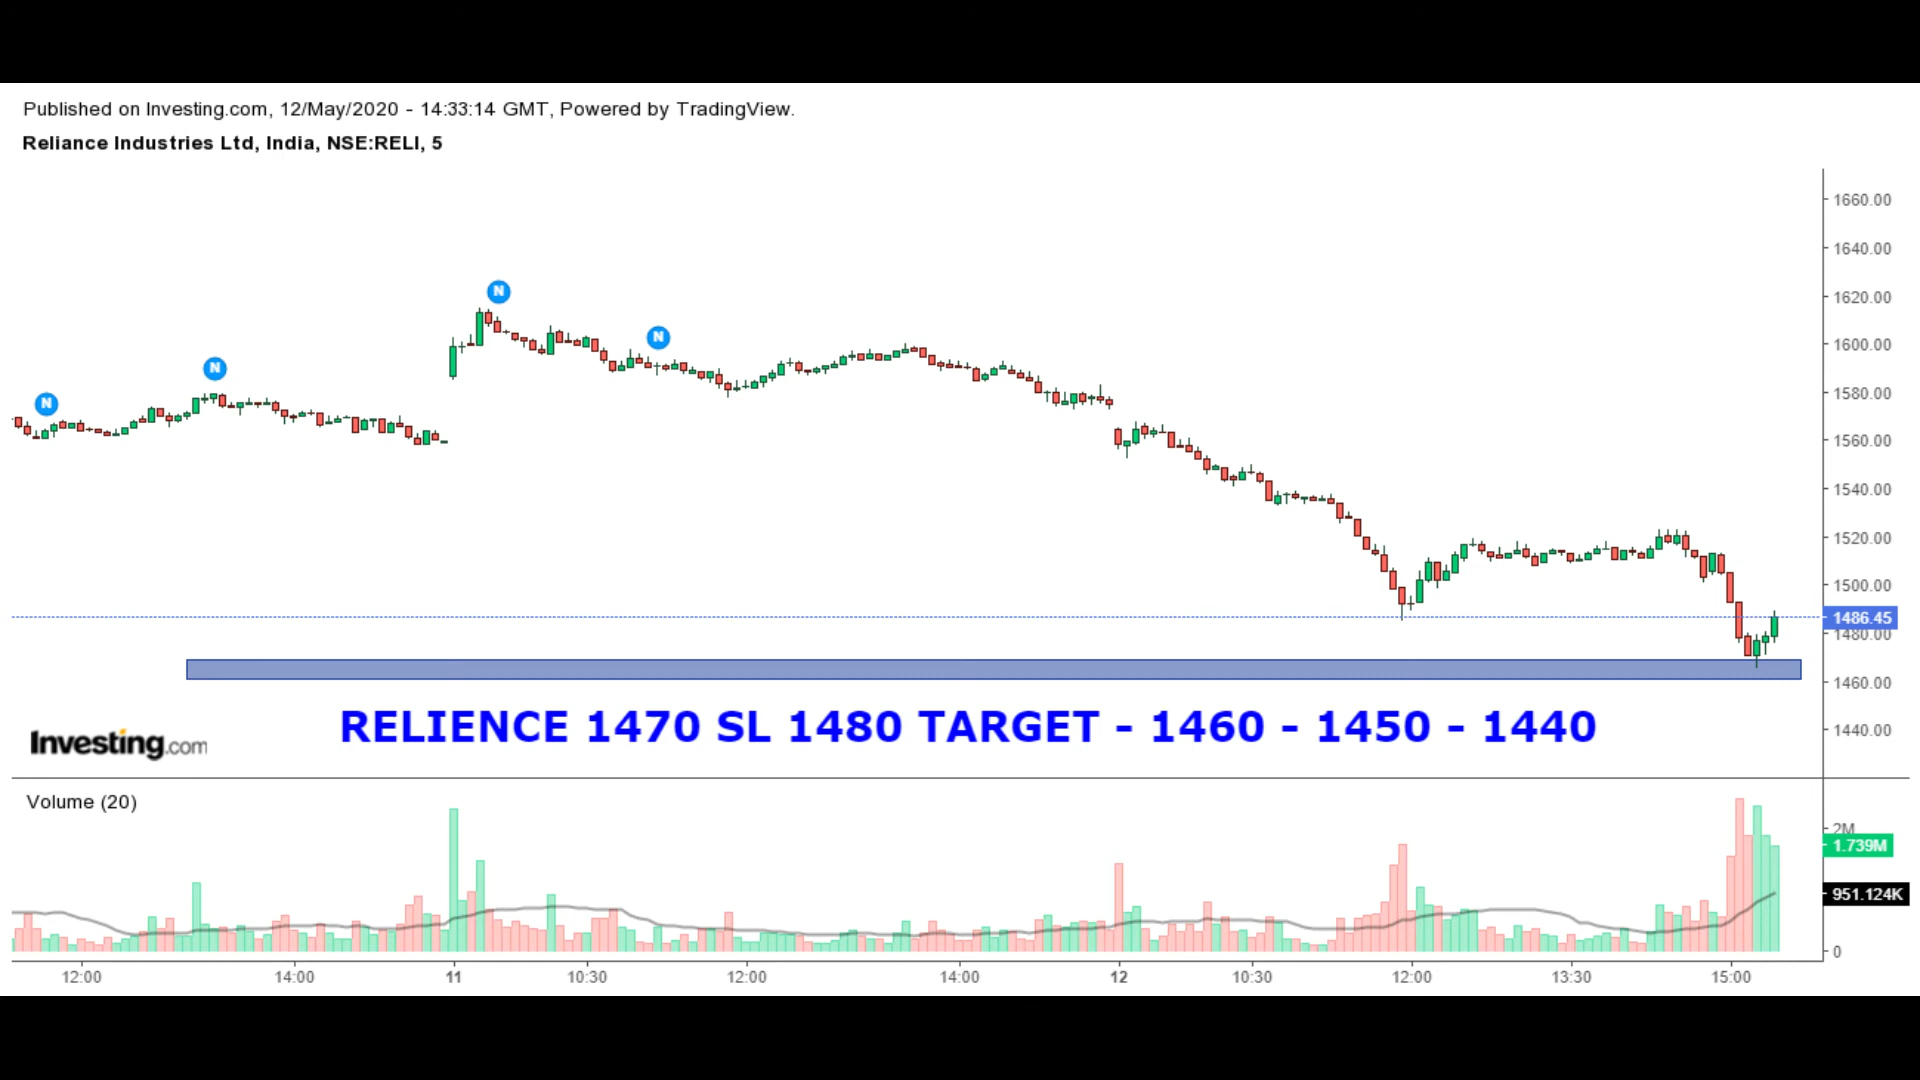 Published on Investing.com, 12/May/2020 - 14:33:14 GMT, Powered by TradingView.
Reliance Industries Ltd, India, NSE:RELI, 5
1660.00
1640.00
N
1620.00
N
1600.00
N
1580.00
N
1560.00
1540.00
1520.00
1500.00
1486.45
1480.00
1460.00
RELIENCE 1470 SL 1480 TARGET - 1460 - 1450 - 1440
1440.00
Investing.com
Volume (20)
2M
1.739M
951.124K
0
12:00 14:00 11 10:30 12:00 14:00 12 10:30 12:00 13:30 15:00